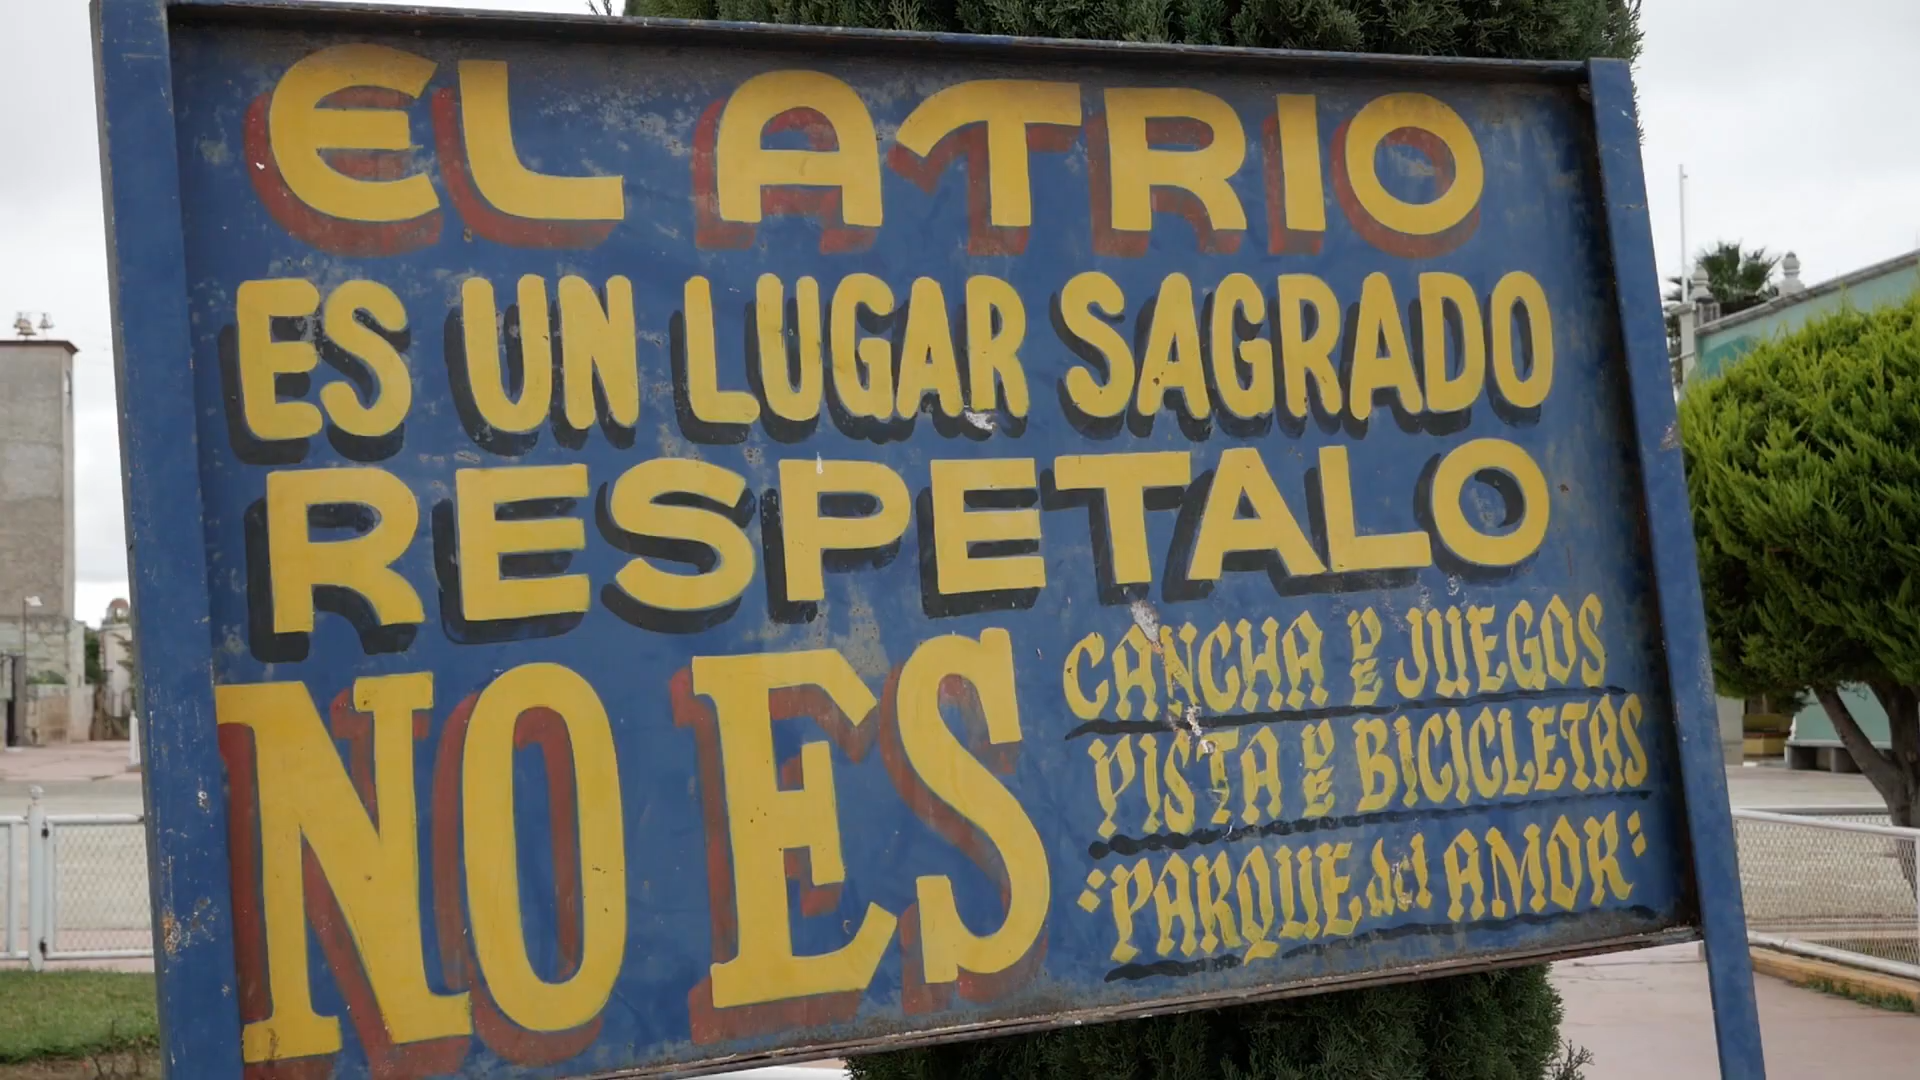 EL ATRIO
ES UN LUGAR SAGRADO
RESPETALO
NO ES
CANCHA DE JUEGOS
PISTA DE BICICLETAS
:PARQUE del AMOR: